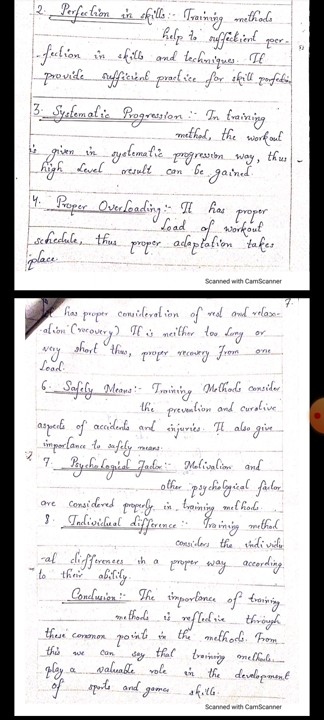 2. Perfection in skills:- Training methods
help to suffecient per-
-fection in skills and techniques. It
provide sufficient practice for skill perfection
3. Systematic Progression:- In training
method, the workout
is given in systematic progression way, thus
high level result can be gained.
4. Proper Overloading:- It has proper
Load of workout
schedule, thus proper adaptation takes
place.
Scanned with CamScanner
7.
It has proper consideration of rest and relax-
-ation (recovery) It is neither too long or
very short thus, proper recovery from one
load.
6. Safety Means:- Training Methods consider
the prevention and curative
aspects of accidents and injuries. It also give
importance to safety means.
7. Psychological Factor:- Motivation and
other psychological factor
are considered properly in training methods.
8. Individual difference:- Training method
considers the individu-
-al differences in a proper way according
to their ability.
Conclusion:- The importance of training
methods is reflective through
these common points in the methods. From
this we can say that training methods
play a valuable role in the development
of sports and games skills.
Scanned with CamScanner